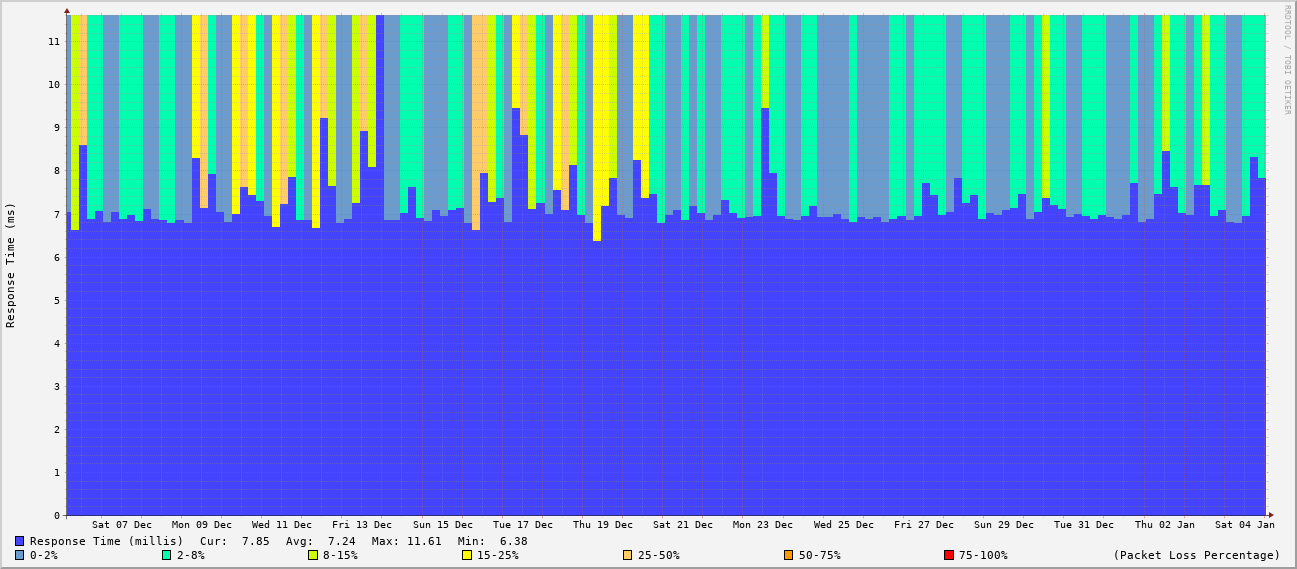 RRDTOOL / TOBI OETIKER
Response Time (ms)
11
10
9
8
7
6
5
4
3
2
1
0
Sat 07 Dec Mon 09 Dec Wed 11 Dec Fri 13 Dec Sun 15 Dec Tue 17 Dec Thu 19 Dec Sat 21 Dec Mon 23 Dec Wed 25 Dec Fri 27 Dec Sun 29 Dec Tue 31 Dec Thu 02 Jan Sat 04 Jan
Response Time (millis) Cur: 7.85 Avg: 7.24 Max: 11.61 Min: 6.38
0-2% 2-8% 8-15% 15-25% 25-50% 50-75% 75-100% (Packet Loss Percentage)